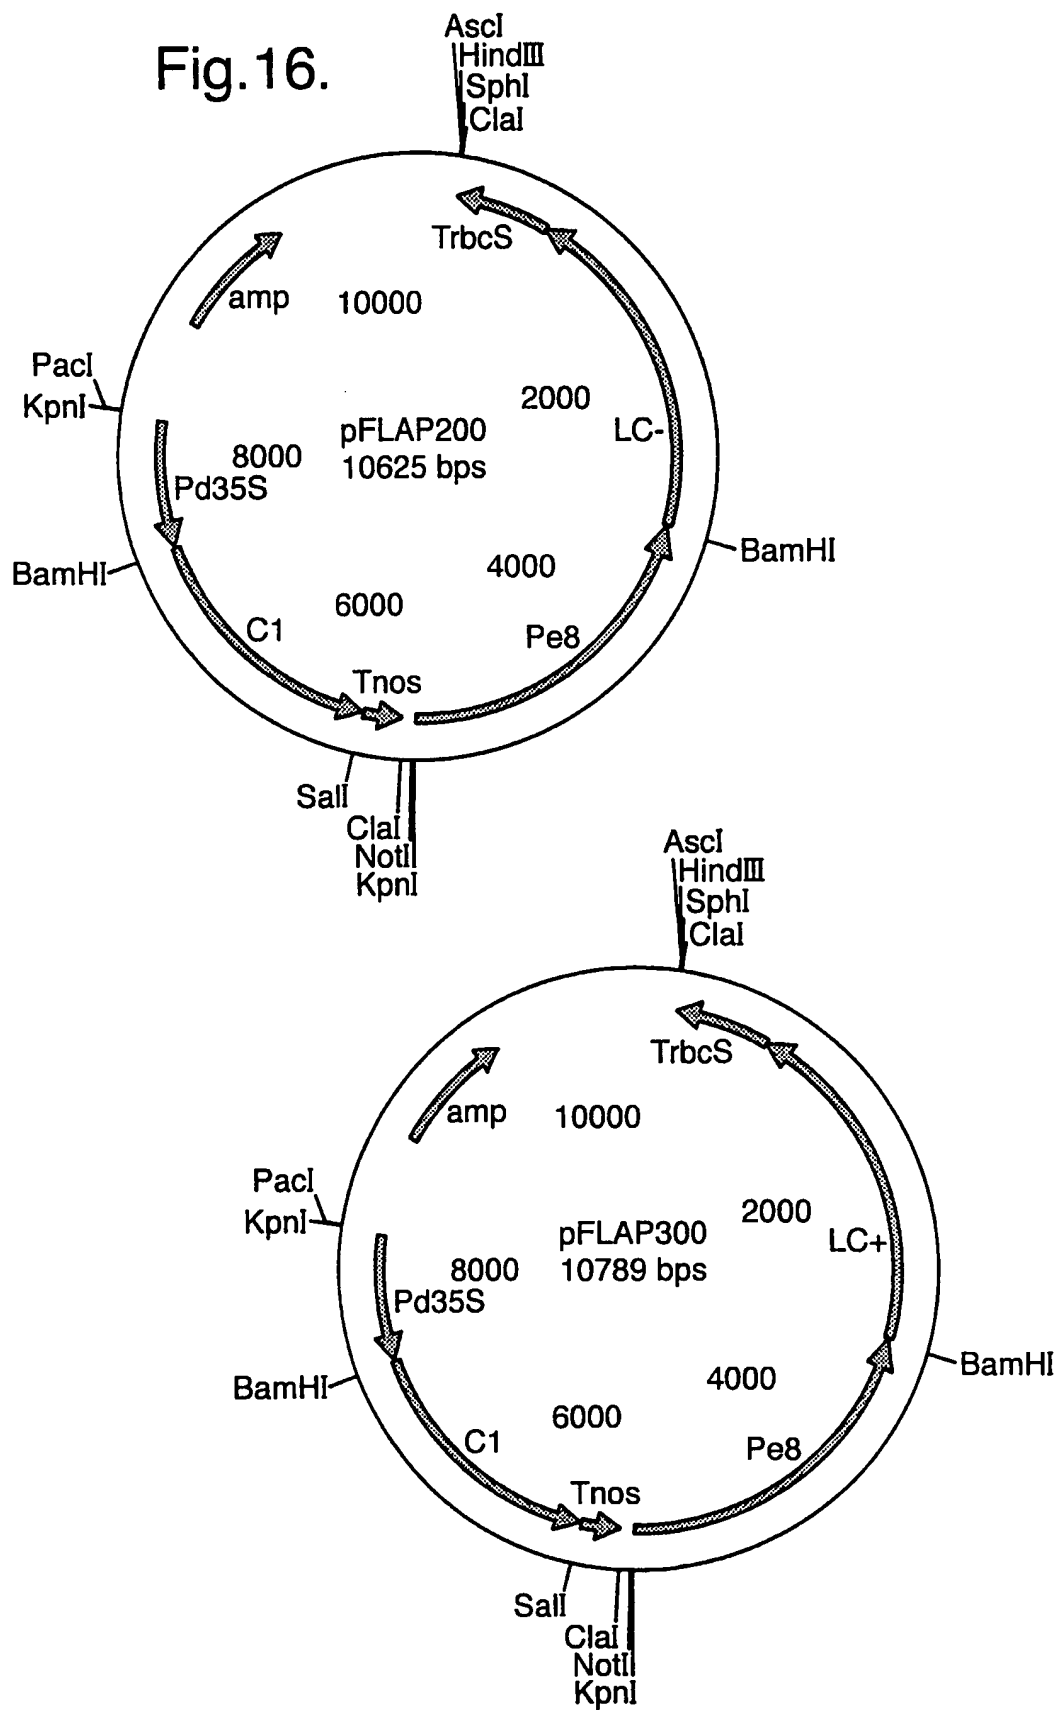 Fig.16.
AscI
HindIII
SphI
ClaI
TrbcS
amp
10000
PacI
KpnI
2000
pFLAP200
10625 bps
LC-
8000
Pd35S
BamHI
BamHI
4000
6000
C1
Pe8
Tnos
SalI
ClaI
NotI
KpnI
AscI
HindIII
SphI
ClaI
TrbcS
amp
10000
PacI
KpnI
2000
pFLAP300
10789 bps
LC+
8000
Pd35S
BamHI
BamHI
4000
6000
C1
Pe8
Tnos
SalI
ClaI
NotI
KpnI